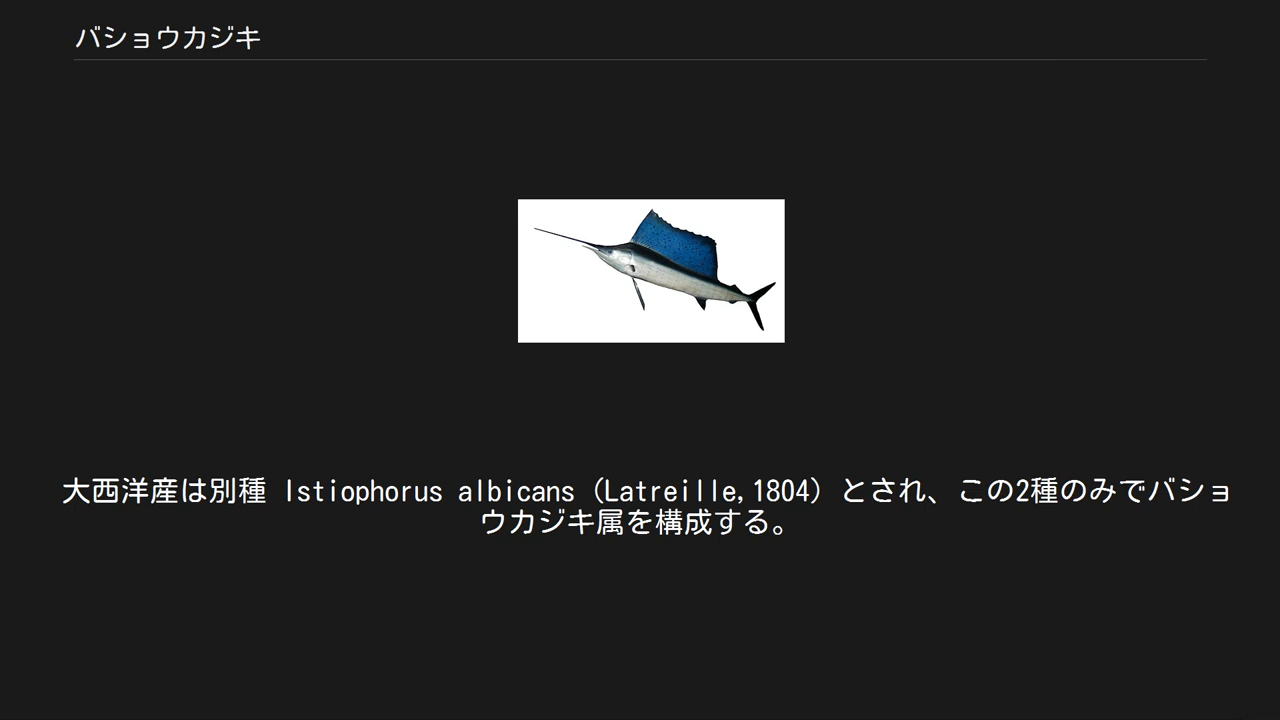 バショウカジキ
大西洋産は別種 Istiophorus albicans (Latreille,1804) とされ、この2種のみでバショ
ウカジキ属を構成する。